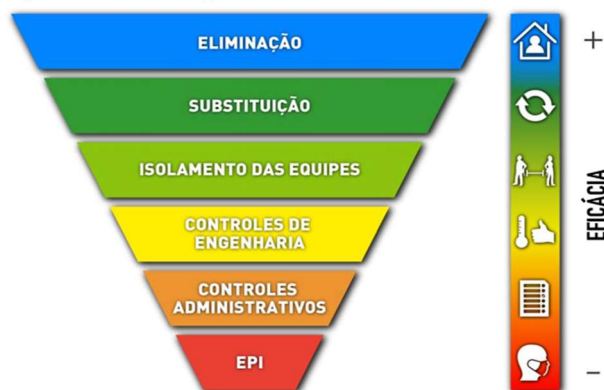 ELIMINAÇÃO
SUBSTITUIÇÃO
ISOLAMENTO DAS EQUIPES
CONTROLES DE
ENGENHARIA
CONTROLES
ADMINISTRATIVOS
EPI
+
EFICÁCIA
–